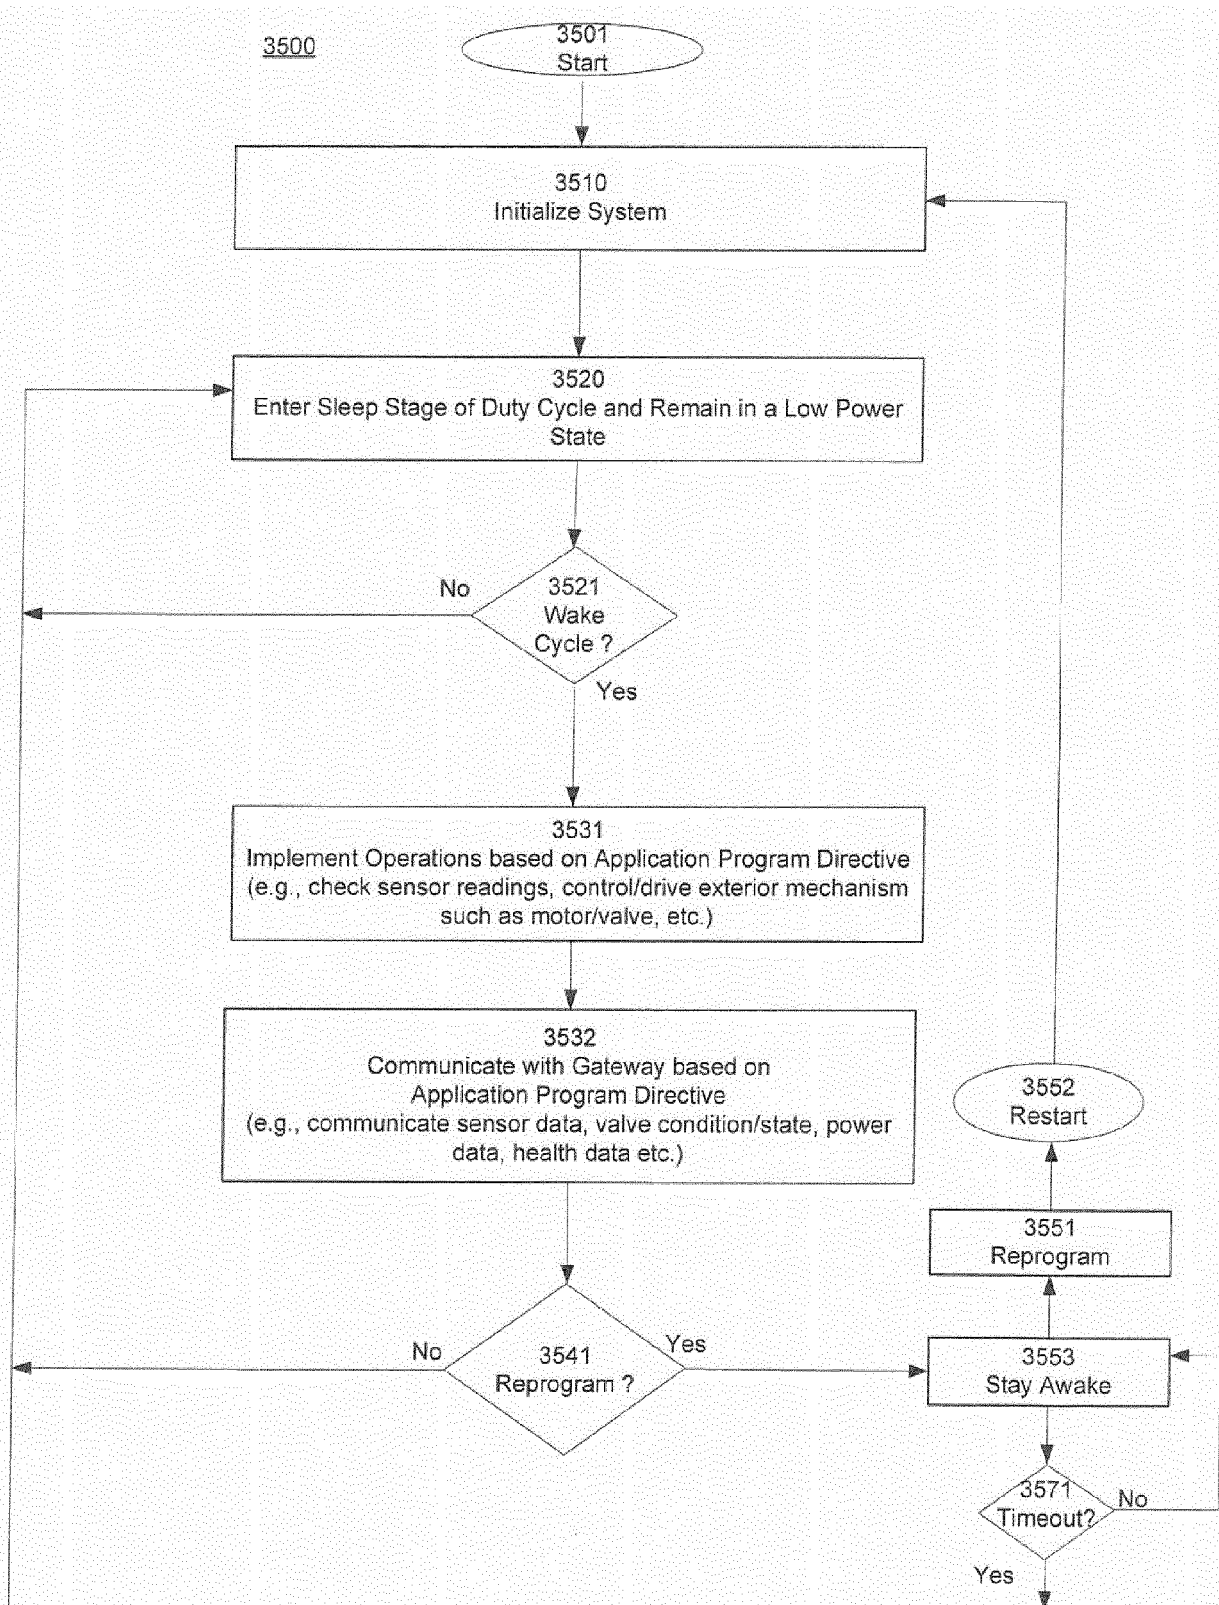 3500
3501
Start
3510
Initialize System
3520
Enter Sleep Stage of Duty Cycle and Remain in a Low Power
State
No
3521
Wake
Cycle ?
Yes
3531
Implement Operations based on Application Program Directive
(e.g., check sensor readings, control/drive exterior mechanism
such as motor/valve, etc.)
3532
Communicate with Gateway based on
Application Program Directive
(e.g., communicate sensor data, valve condition/state, power
data, health data etc.)
3552
Restart
3551
Reprogram
No
3541
Reprogram ?
Yes
3553
Stay Awake
3571
Timeout?
No
Yes